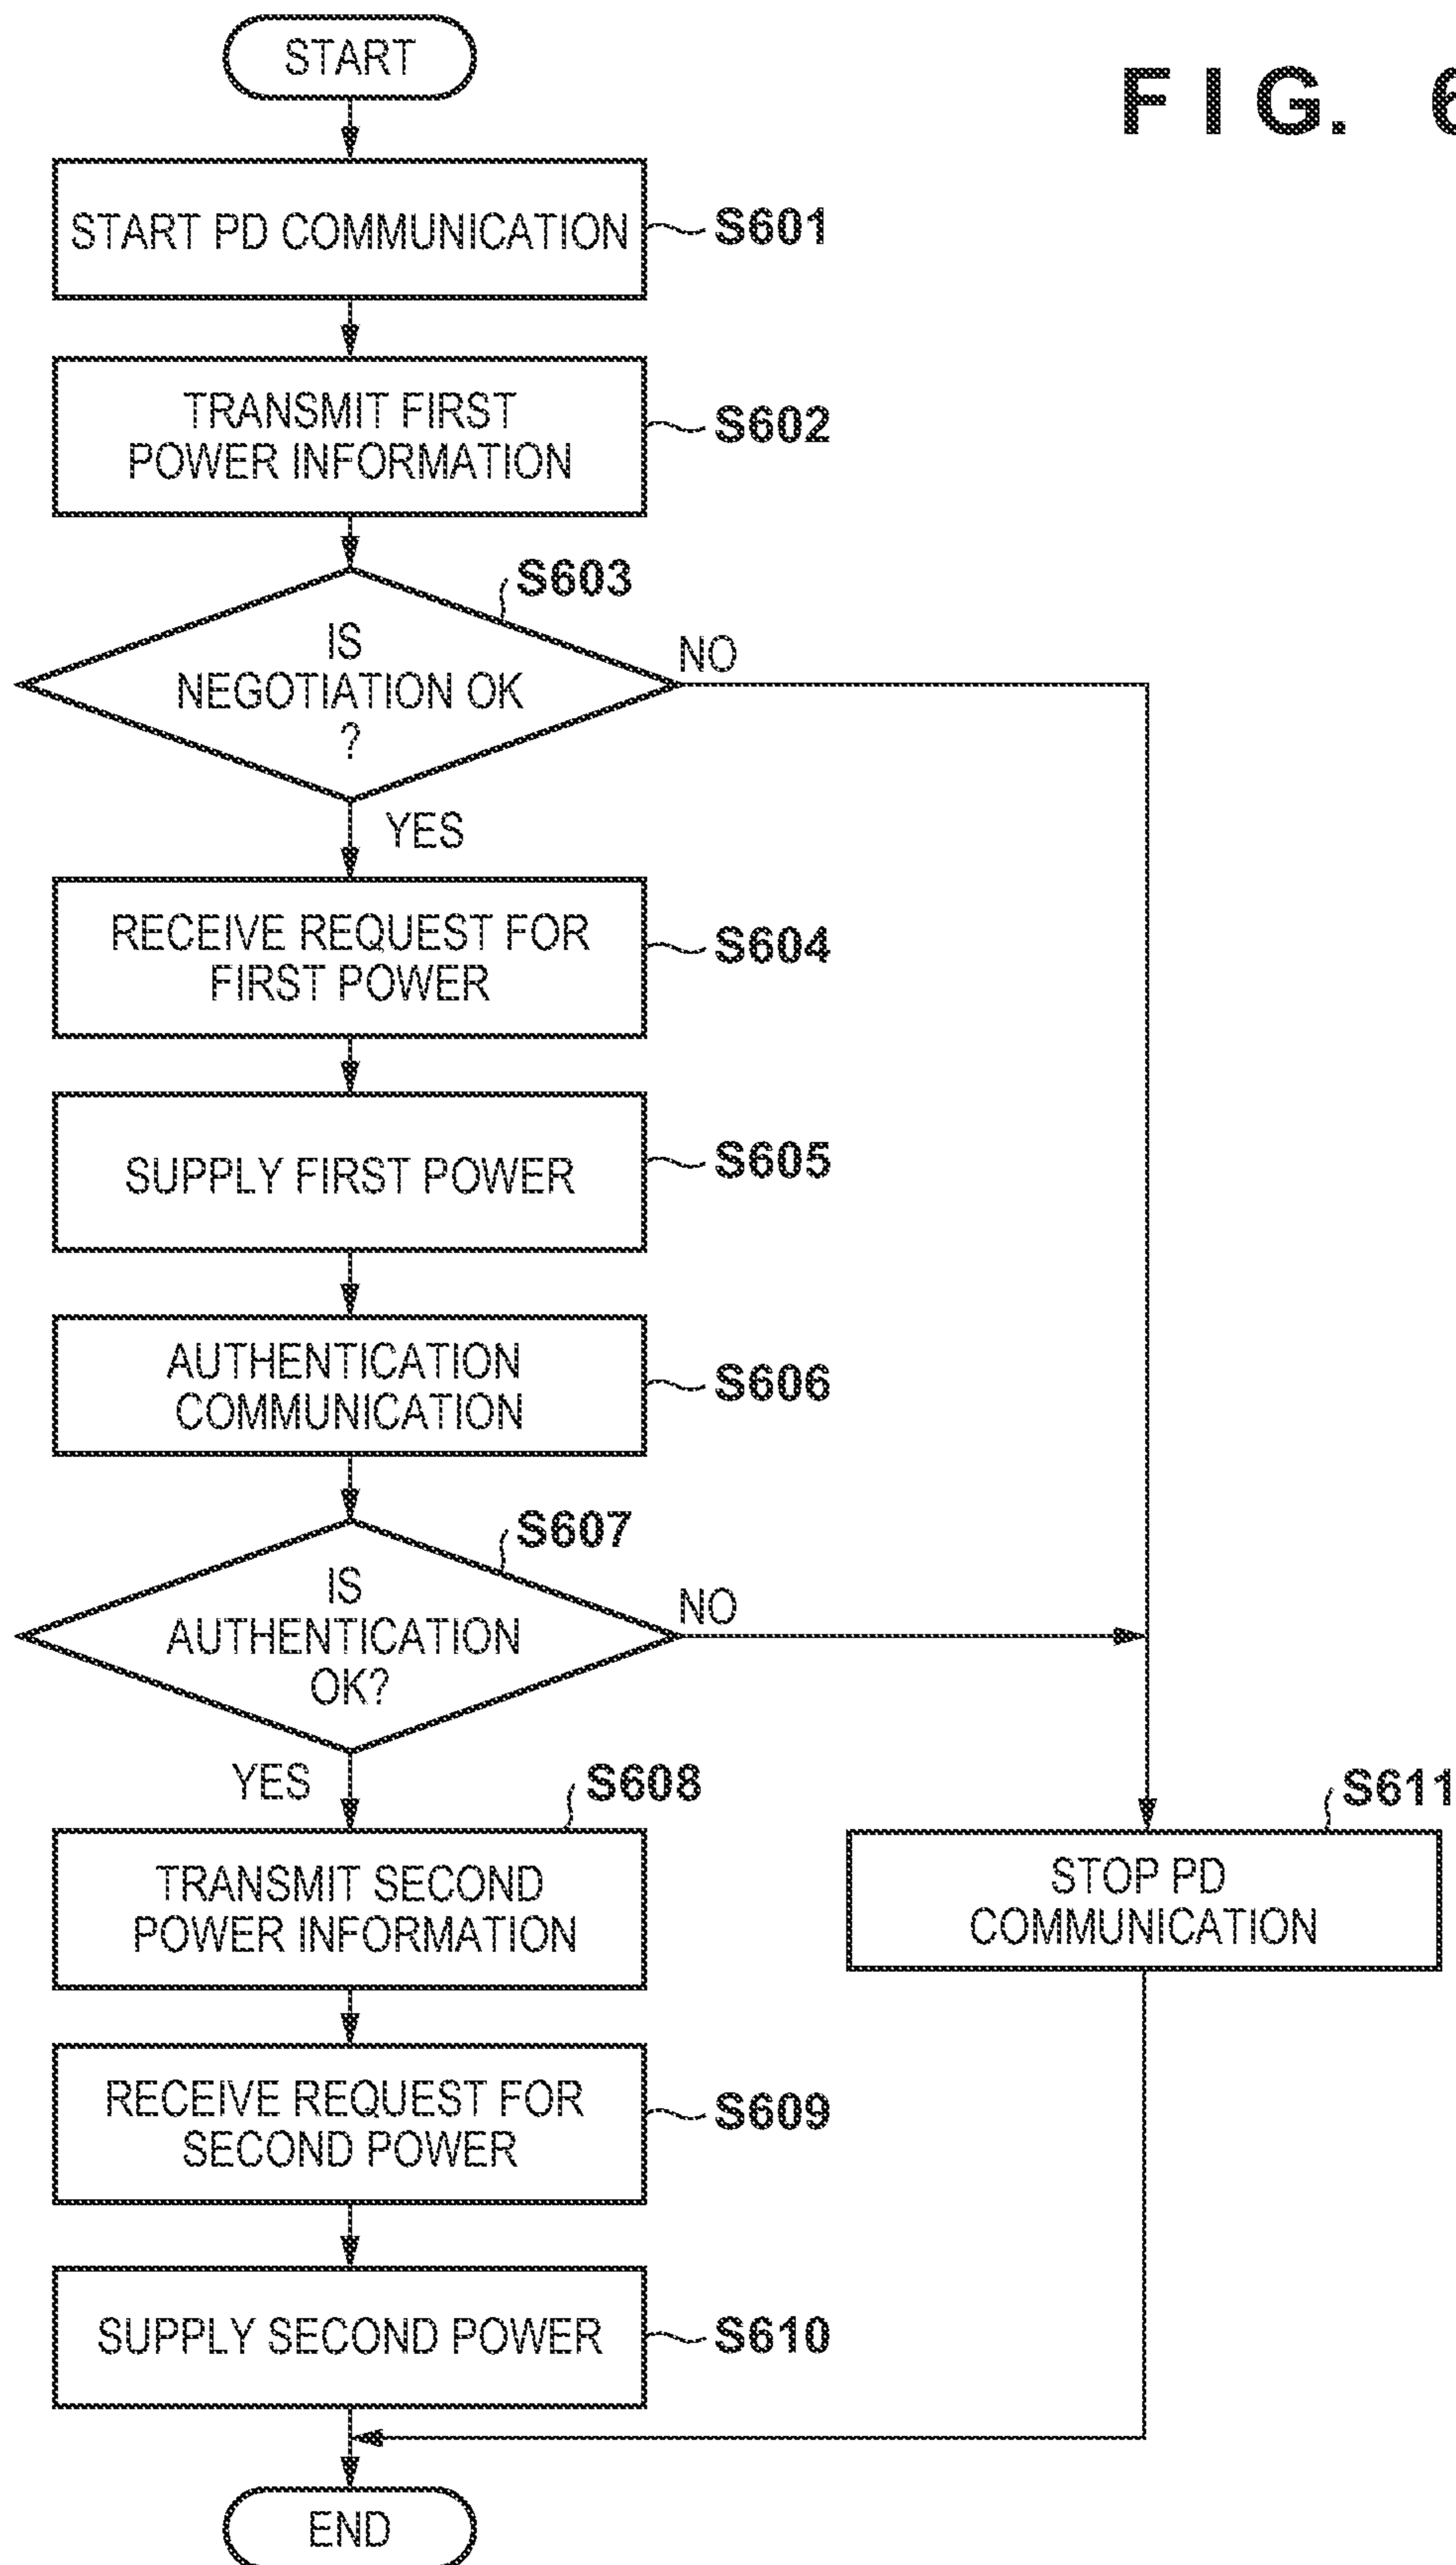 START
FIG. 6
START PD COMMUNICATION
S601
TRANSMIT FIRST
POWER INFORMATION
S602
S603
IS
NEGOTIATION OK
?
NO
YES
RECEIVE REQUEST FOR
FIRST POWER
S604
SUPPLY FIRST POWER
S605
AUTHENTICATION
COMMUNICATION
S606
S607
IS
AUTHENTICATION
OK?
NO
YES
S608
TRANSMIT SECOND
POWER INFORMATION
S611
STOP PD
COMMUNICATION
RECEIVE REQUEST FOR
SECOND POWER
S609
SUPPLY SECOND POWER
S610
END